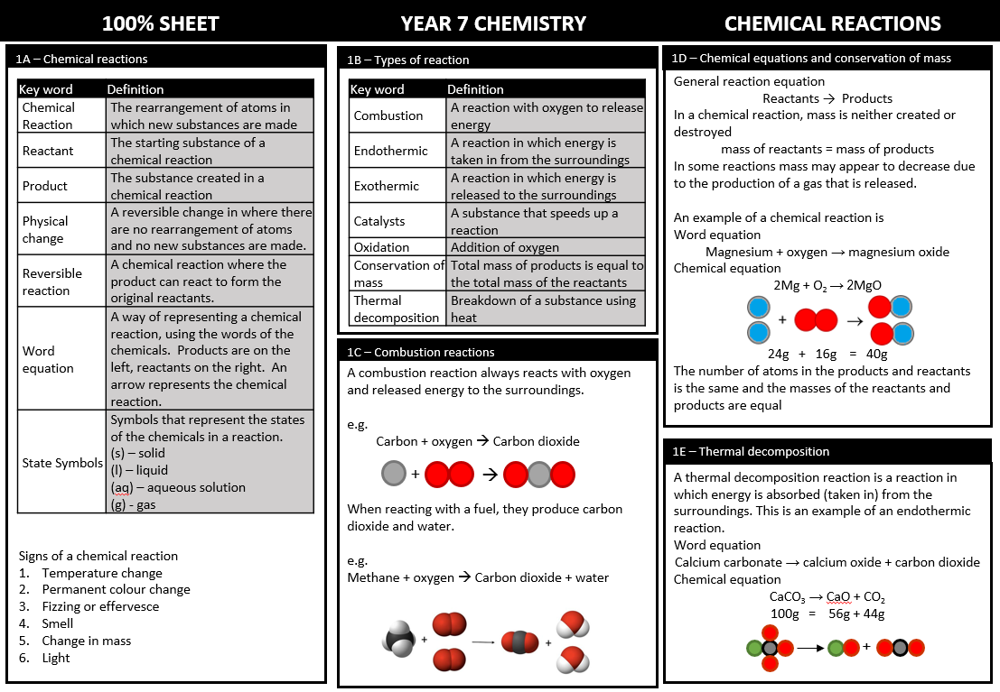 100% SHEET
YEAR 7 CHEMISTRY
CHEMICAL REACTIONS
1A – Chemical reactions
Key word Definition
Chemical
Reaction
The rearrangement of atoms in
which new substances are made
Reactant
The starting substance of a
chemical reaction
Product
The substance created in a
chemical reaction
Physical
change
A reversible change in where there
are no rearrangement of atoms
and no new substances are made.
Reversible
reaction
A chemical reaction where the
product can react to form the
original reactants.
Word
equation
A way of representing a chemical
reaction, using the words of the
chemicals. Products are on the
left, reactants on the right. An
arrow represents the chemical
reaction.
State Symbols
Symbols that represent the states
of the chemicals in a reaction.
(s) – solid
(l) – liquid
(aq) – aqueous solution
(g) - gas
Signs of a chemical reaction
1. Temperature change
2. Permanent colour change
3. Fizzing or effervesce
4. Smell
5. Change in mass
6. Light
1B – Types of reaction
Key word Definition
Combustion
A reaction with oxygen to release
energy
Endothermic
A reaction in which energy is
taken in from the surroundings
Exothermic
A reaction in which energy is
released to the surroundings
Catalysts
A substance that speeds up a
reaction
Oxidation
Addition of oxygen
Conservation of
mass
Total mass of products is equal to
the total mass of the reactants
Thermal
decomposition
Breakdown of a substance using
heat
1C – Combustion reactions
A combustion reaction always reacts with oxygen
and released energy to the surroundings.
e.g.
Carbon + oxygen → Carbon dioxide
+ →
When reacting with a fuel, they produce carbon
dioxide and water.
e.g.
Methane + oxygen → Carbon dioxide + water
+ → +
1D – Chemical equations and conservation of mass
General reaction equation
Reactants → Products
In a chemical reaction, mass is neither created or
destroyed
mass of reactants = mass of products
In some reactions mass may appear to decrease due
to the production of a gas that is released.
An example of a chemical reaction is
Word equation
Magnesium + oxygen → magnesium oxide
Chemical equation
2Mg + O₂ → 2MgO
+ →
24g + 16g = 40g
The number of atoms in the products and reactants
is the same and the masses of the reactants and
products are equal
1E – Thermal decomposition
A thermal decomposition reaction is a reaction in
which energy is absorbed (taken in) from the
surroundings. This is an example of an endothermic
reaction.
Word equation
Calcium carbonate → calcium oxide + carbon dioxide
Chemical equation
CaCO₃ → CaO + CO₂
100g = 56g + 44g
→ +